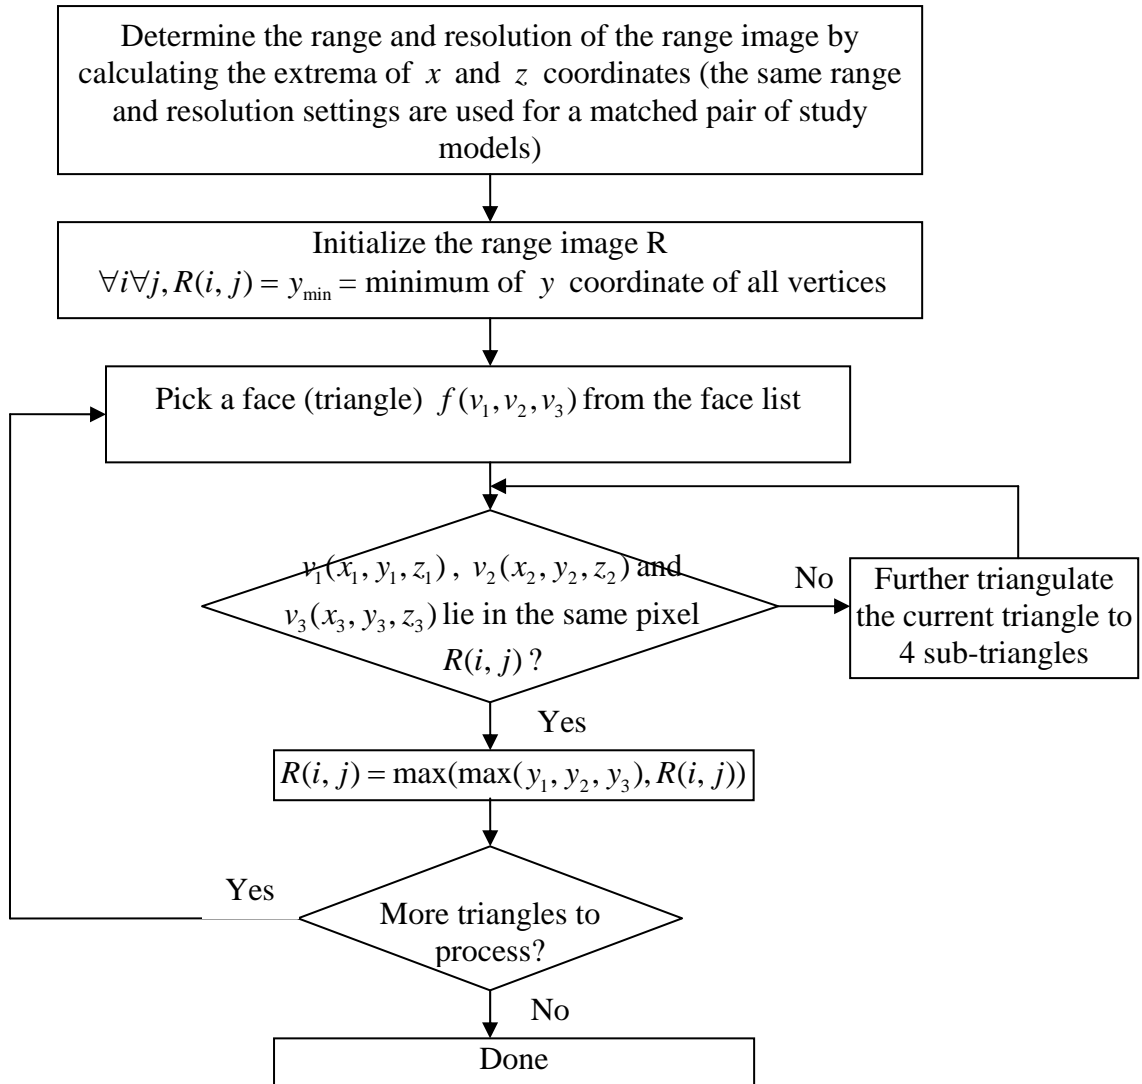 Determine the range and resolution of the range image by
calculating the extrema of x and z coordinates (the same range
and resolution settings are used for a matched pair of study
models)
Initialize the range image R
∀i∀j, R(i, j) = y_min = minimum of y coordinate of all vertices
Pick a face (triangle) f(v₁, v₂, v₃) from the face list
v₁(x₁, y₁, z₁) , v₂(x₂, y₂, z₂) and
v₃(x₃, y₃, z₃) lie in the same pixel
R(i, j) ?
No
Further triangulate
the current triangle to
4 sub-triangles
Yes
R(i, j) = max(max(y₁, y₂, y₃), R(i, j))
Yes
More triangles to
process?
No
Done